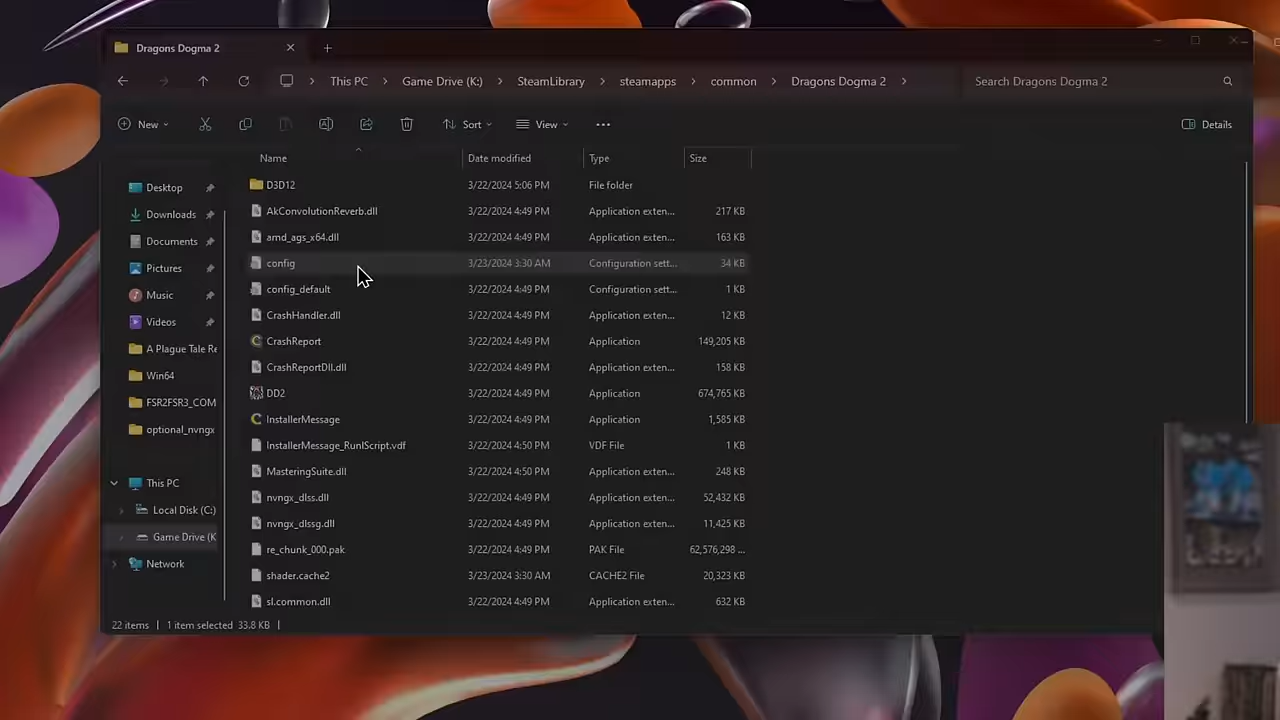 Dragons Dogma 2
This PC > Game Drive (K:) > SteamLibrary > steamapps > common > Dragons Dogma 2 >
Search Dragons Dogma 2
New
Sort
View
Details
Name Date modified Type Size
Desktop
Downloads
Documents
Pictures
Music
Videos
A Plague Tale Re
Win64
FSR2FSR3_COM
optional_nvngx
This PC
Local Disk (C:)
Game Drive (K
Network
D3D12 3/22/2024 5:06 PM File folder
AkConvolutionReverb.dll 3/22/2024 4:49 PM Application exten... 217 KB
amd_ags_x64.dll 3/22/2024 4:49 PM Application exten... 163 KB
config 3/23/2024 3:30 AM Configuration sett... 34 KB
config_default 3/22/2024 4:49 PM Configuration sett... 1 KB
CrashHandler.dll 3/22/2024 4:49 PM Application exten... 12 KB
CrashReport 3/22/2024 4:49 PM Application 149,205 KB
CrashReportDll.dll 3/22/2024 4:49 PM Application exten... 158 KB
DD2 3/22/2024 4:49 PM Application 674,765 KB
InstallerMessage 3/22/2024 4:49 PM Application 1,585 KB
InstallerMessage_RunIScript.vdf 3/22/2024 4:50 PM VDF File 1 KB
MasteringSuite.dll 3/22/2024 4:50 PM Application exten... 248 KB
nvngx_dlss.dll 3/22/2024 4:49 PM Application exten... 52,432 KB
nvngx_dlssg.dll 3/22/2024 4:49 PM Application exten... 11,425 KB
re_chunk_000.pak 3/22/2024 4:49 PM PAK File 62,576,298 ...
shader.cache2 3/23/2024 3:30 AM CACHE2 File 20,323 KB
sl.common.dll 3/22/2024 4:49 PM Application exten... 632 KB
22 items | 1 item selected 33.8 KB |